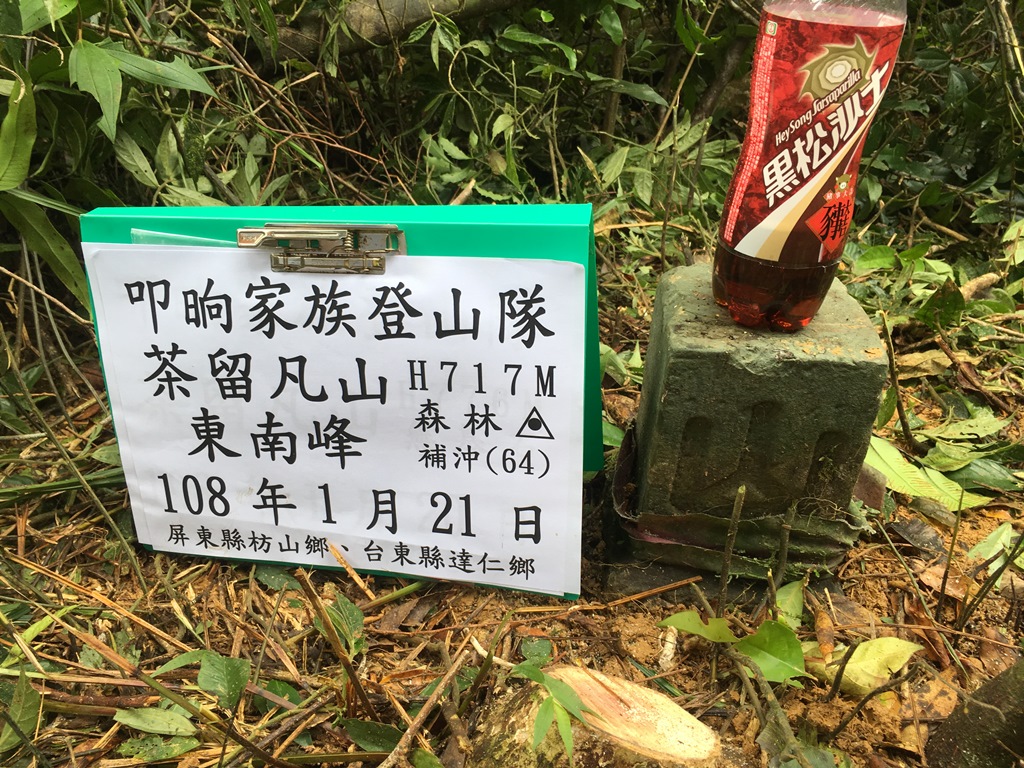 叩晌家族登山隊
茶留凡山 H717M
東南峰 森林
補沖(64)
108年1月21日
屏東縣枋山鄉、台東縣達仁鄉
Hey Song Sarsaparilla
黑松沙士